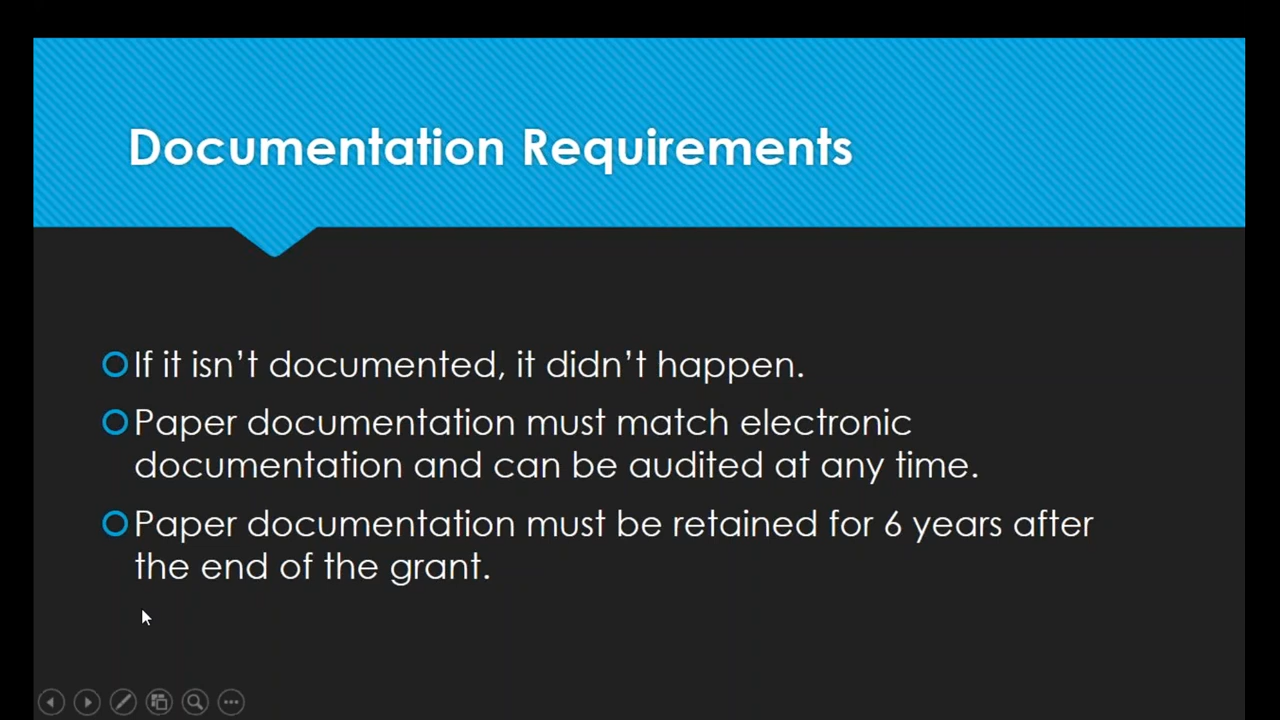 Documentation Requirements
If it isn’t documented, it didn’t happen.
Paper documentation must match electronic
documentation and can be audited at any time.
Paper documentation must be retained for 6 years after
the end of the grant.